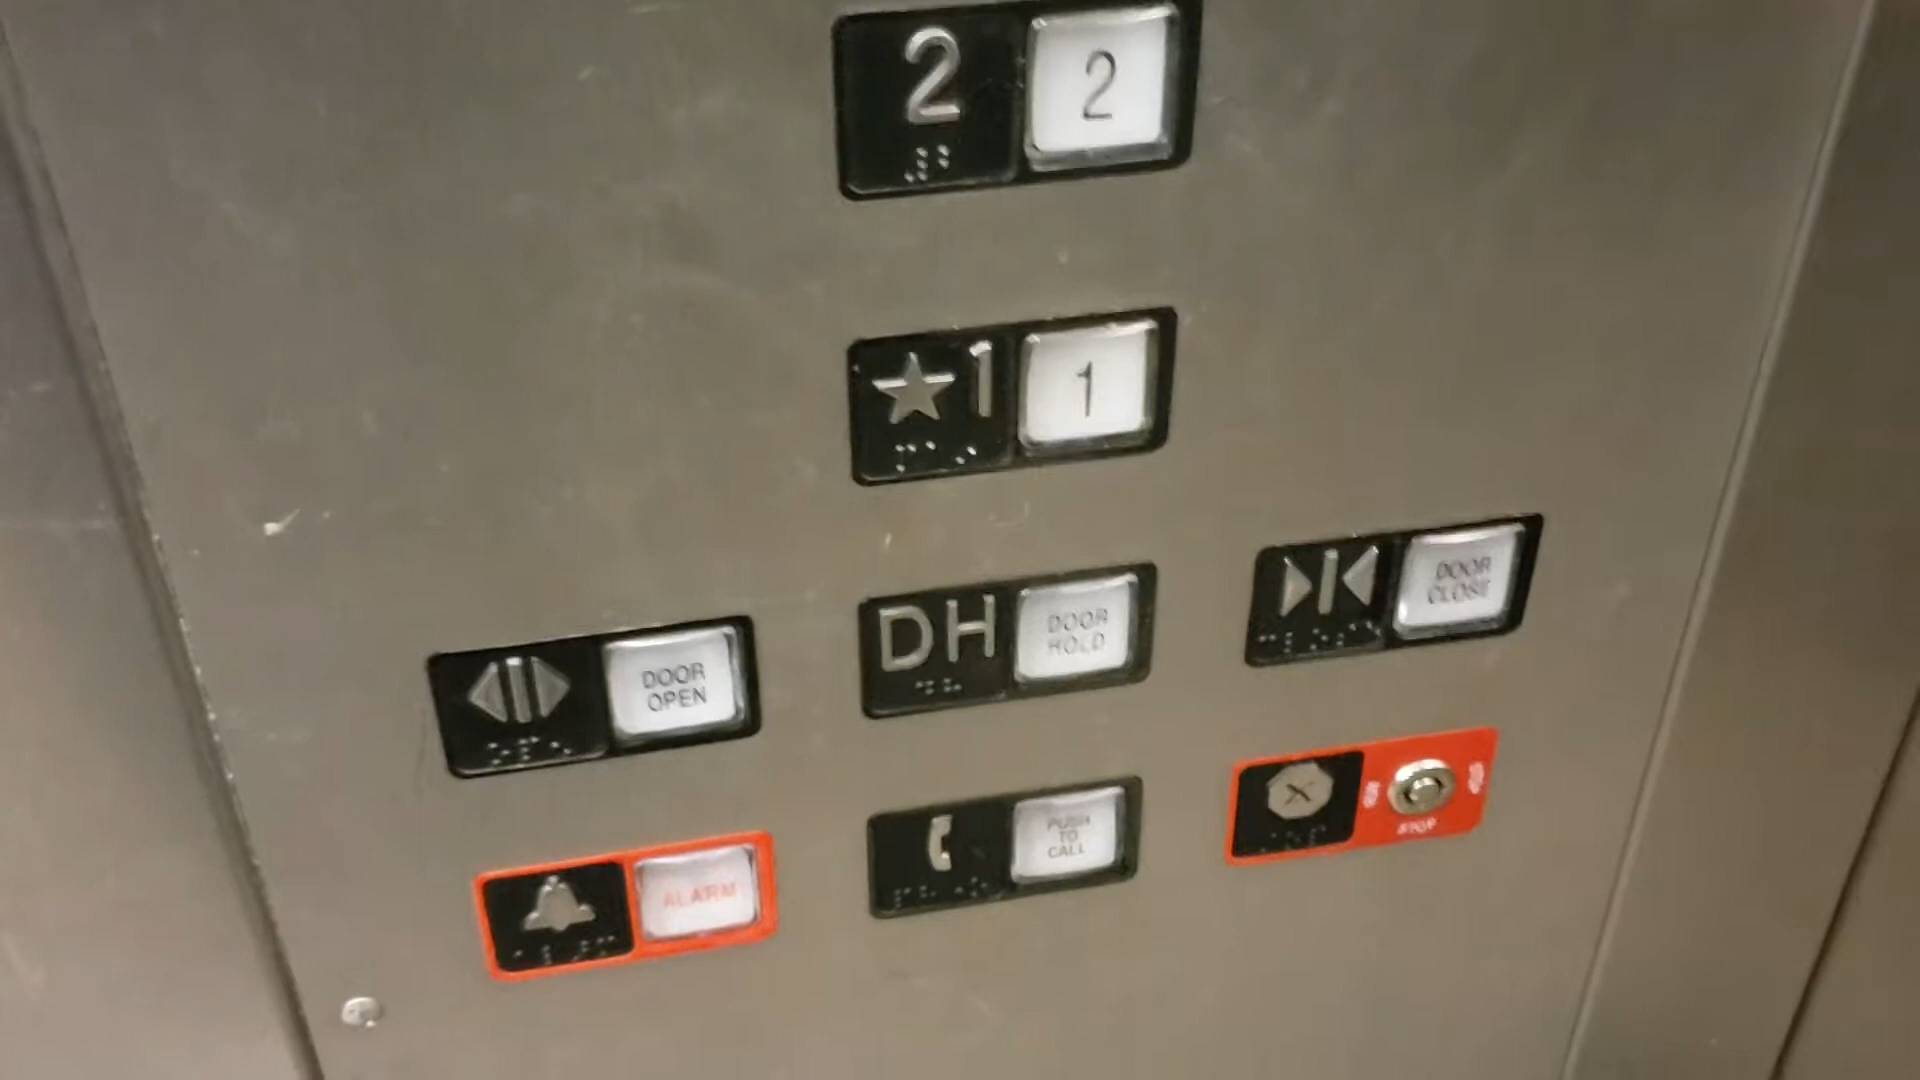 2 2
1 1
DOOR
OPEN
DH
DOOR
HOLD
DOOR
CLOSE
ALARM
PUSH
TO
CALL
STOP